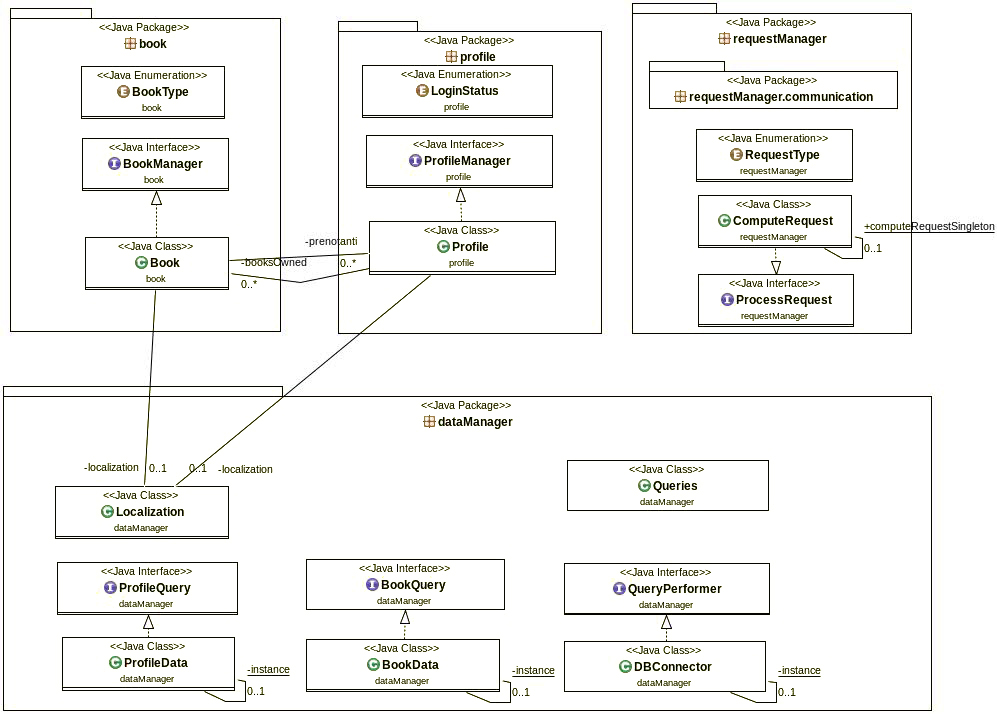 <<Java Package>>
book
<<Java Enumeration>>
BookType
book
<<Java Interface>>
BookManager
book
<<Java Class>>
Book
book
<<Java Package>>
profile
<<Java Enumeration>>
LoginStatus
profile
<<Java Interface>>
ProfileManager
profile
<<Java Class>>
Profile
profile
-prenotanti
0..*
-booksOwned
0..*
<<Java Package>>
requestManager
<<Java Package>>
requestManager.communication
<<Java Enumeration>>
RequestType
requestManager
<<Java Class>>
ComputeRequest
requestManager
+computeRequestSingleton
0..1
<<Java Interface>>
ProcessRequest
requestManager
<<Java Package>>
dataManager
-localization
0..1
0..1
-localization
<<Java Class>>
Localization
dataManager
<<Java Class>>
Queries
dataManager
<<Java Interface>>
ProfileQuery
dataManager
<<Java Class>>
ProfileData
dataManager
-instance
0..1
<<Java Interface>>
BookQuery
dataManager
<<Java Class>>
BookData
dataManager
-instance
0..1
<<Java Interface>>
QueryPerformer
dataManager
<<Java Class>>
DBConnector
dataManager
-instance
0..1